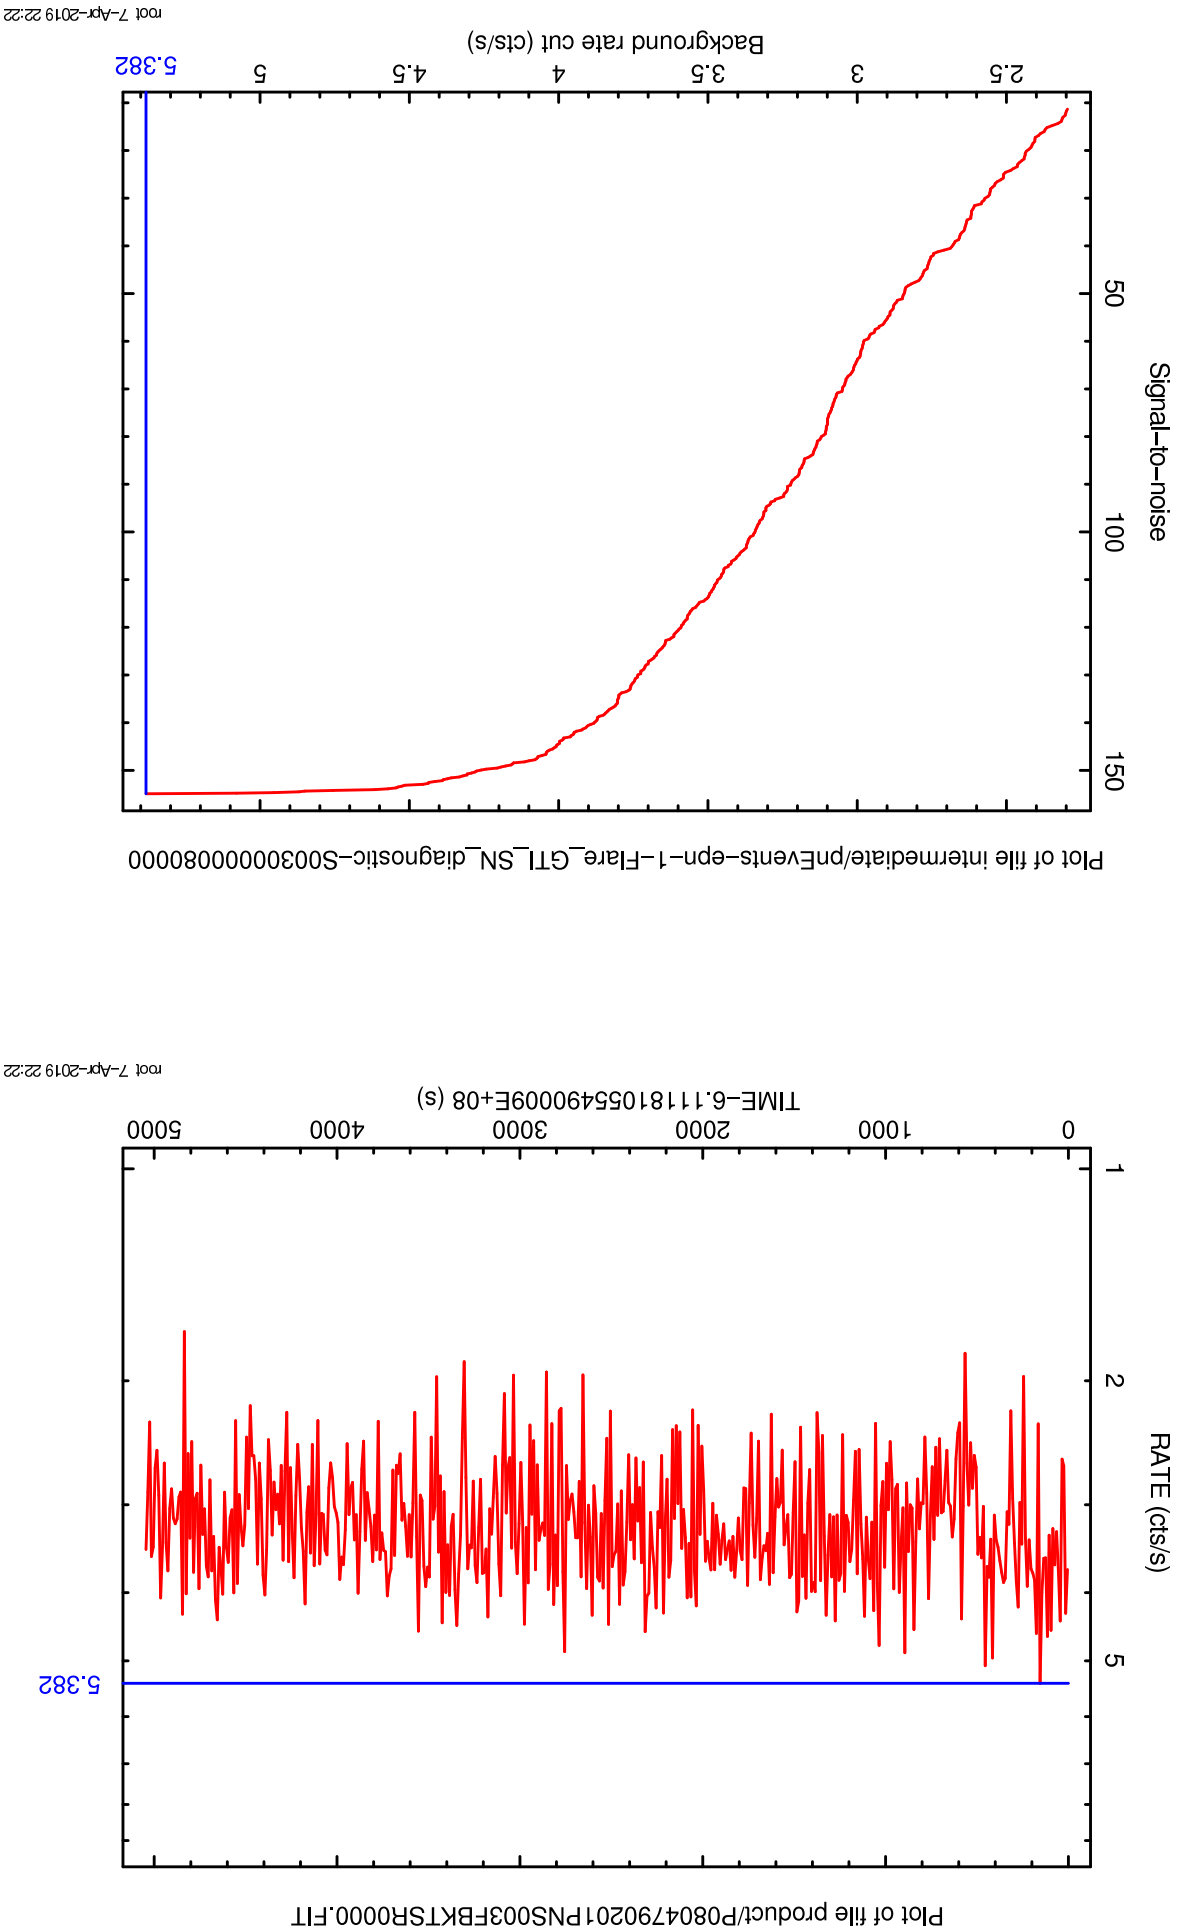 Plot of file product/P0804790201PNS003FBKTSR0000.FIT
RATE (cts/s)
1
2
5
5.382
0
1000
2000
3000
4000
5000
TIME−6.11181055490009E+08 (s)
root 7−Apr−2019 22:22
Plot of file intermediate/pnEvents−epn−1−Flare_GTI_SN_diagnostic−S00300000080000
Signal−to−noise
50
100
150
2.5
3
3.5
4
4.5
5
5.382
Background rate cut (cts/s)
root 7−Apr−2019 22:22